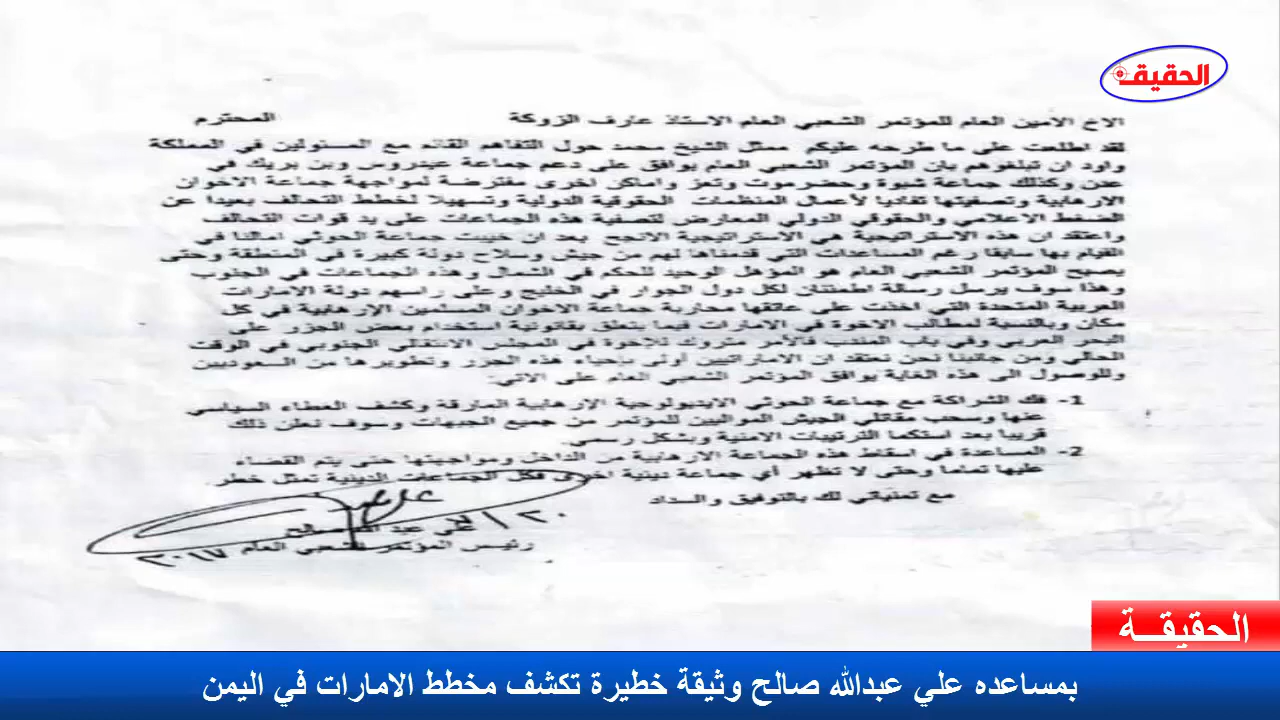 الحقيقة
الاخ الأمين العام للمؤتمر الشعبي العام الاستاذ عارف الزوكة المحترم
لقد اطلعت على ما طرحه عليكم ممثل الشيخ محمد حول التفاهم القائم مع المسئولين في المملكة
واود ان تبلغوهم بان المؤتمر الشعبي العام يوافق على دعم جماعة عيدروس وبن بريك في
عدن وكذلك جماعة شبوة وحضرموت وتعز واماكن اخرى مفترضة لمواجهة جماعة الاخوان
الارهابية وتصفيتها تفاديا لأعمال المنظمات الحقوقية الدولية وتسهيلا لخطط التحالف بعيدا عن
الضغط الاعلامي والحقوقي الدولي المعارض لتصفية هذه الجماعات على يد قوات التحالف
واعتقد ان هذه الاستراتيجية هي الاستراتيجية الانجح بعد ان خيبت جماعة الحوثي امالنا في
القيام بها سابقا رغم المساعدات التي قدمناها لهم من جيش وسلاح دولة كبيرة في المنطقة وحتى
يصبح المؤتمر الشعبي العام هو المؤهل الوحيد للحكم في الشمال وهذه الجماعات في الجنوب
وهذا سوف يرسل رسالة اطمئنان لكل دول الجوار في الخليج وعلى راسهم دولة الامارات
العربية المتحدة التي اخذت على عاتقها محاربة جماعة الاخوان المسلمين الإرهابية في كل
مكان وبالنسبة لمطالب الاخوة في الامارات فيما يتعلق بقانونية استخدام بعض الجزر على
البحر العربي وفي باب المندب فالأمر متروك للاخوة في المجلس الانتقالي الجنوبي في الوقت
الحالي ومن جانبنا نحن نعتقد ان الاماراتيين أولى بإحياء هذه الجزر وتطويرها من السعوديين
وللوصول الى هذه الغاية يوافق المؤتمر الشعبي العام على الاتي:
1- فك الشراكة مع جماعة الحوثي الايديولوجية الإرهابية المارقة وكشف الغطاء السياسي
عنها وسحب مقاتلي الجيش الموالين للمؤتمر من جميع الجبهات وسوف نعلن ذلك
قريبا بعد استكما الترتيبات الامنية وبشكل رسمي.
2- المساعدة في اسقاط هذه الجماعة الارهابية من الداخل ومواجهتها حتى يتم القضاء
عليها تماما وحتى لا تظهر أي جماعة دينية اخرى فكل الجماعات الدينية تمثل خطر.
مع تمنياتي لك بالتوفيق والسداد
علي عبد الله صالح
رئيس المؤتمر الشعبي العام ٢٠١٧
الحقيقــة
بمساعده علي عبدالله صالح وثيقة خطيرة تكشف مخطط الامارات في اليمن